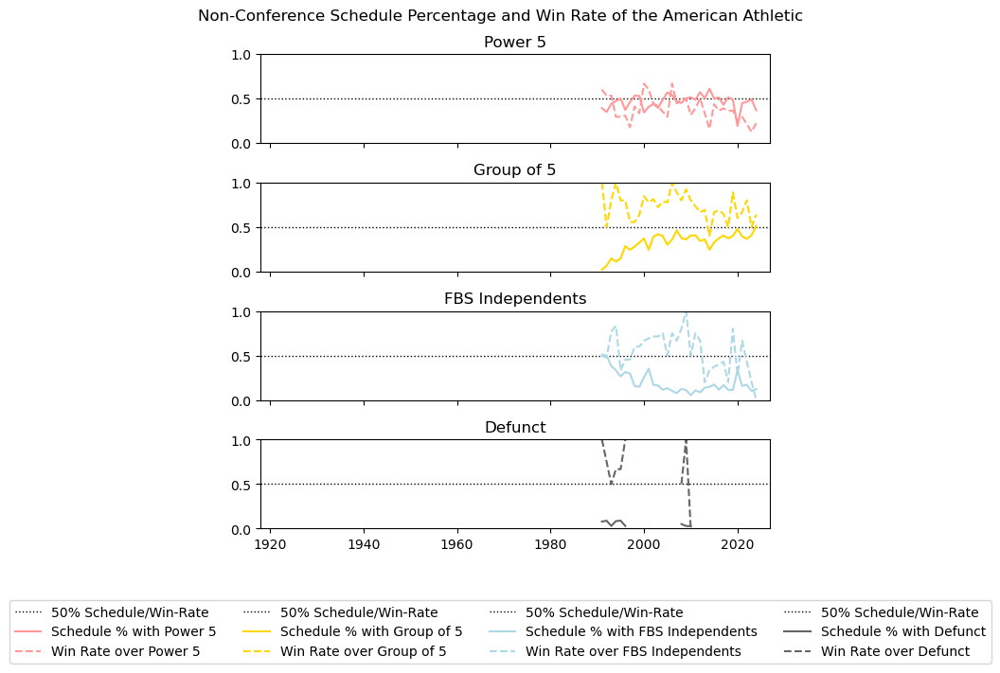 Non-Conference Schedule Percentage and Win Rate of the American Athletic
Power 5
1.0
0.5
0.0
Group of 5
1.0
0.5
0.0
FBS Independents
1.0
0.5
0.0
Defunct
1.0
0.5
0.0
1920 1940 1960 1980 2000 2020
50% Schedule/Win-Rate 50% Schedule/Win-Rate 50% Schedule/Win-Rate 50% Schedule/Win-Rate
Schedule % with Power 5 Schedule % with Group of 5 Schedule % with FBS Independents Schedule % with Defunct
Win Rate over Power 5 Win Rate over Group of 5 Win Rate over FBS Independents Win Rate over Defunct